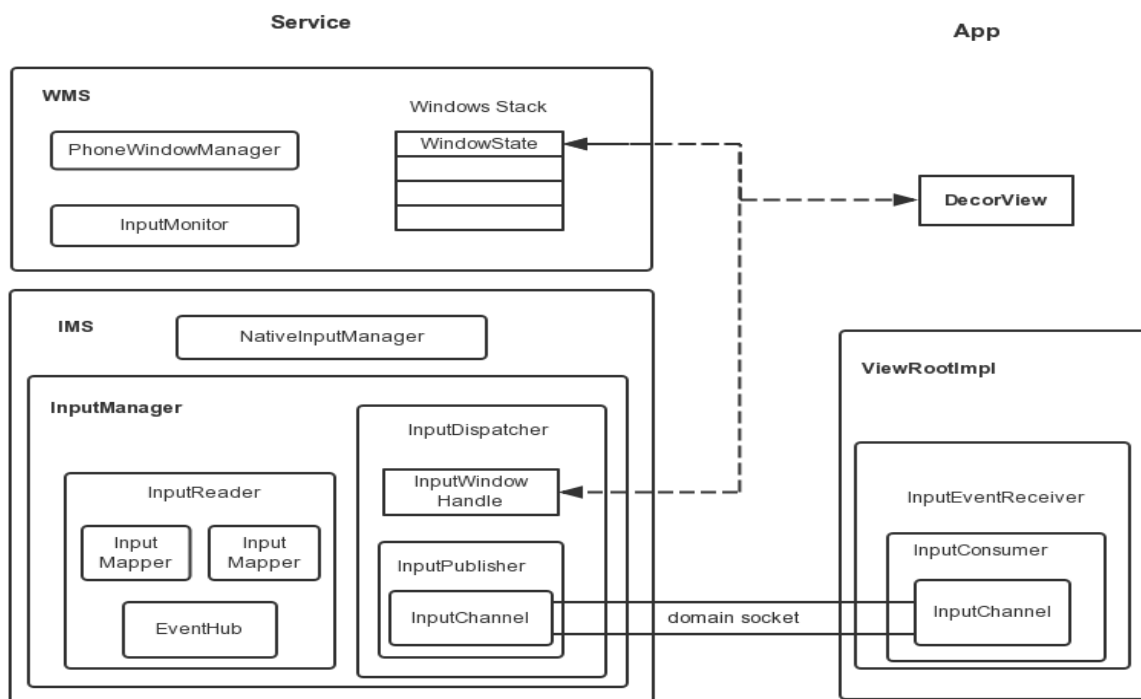 Service
App
WMS
Windows Stack
PhoneWindowManager
WindowState
InputMonitor
DecorView
IMS
NativeInputManager
ViewRootImpl
InputManager
InputDispatcher
InputWindow
Handle
InputReader
InputEventReceiver
Input
Mapper
Input
Mapper
InputPublisher
InputConsumer
EventHub
InputChannel
domain socket
InputChannel